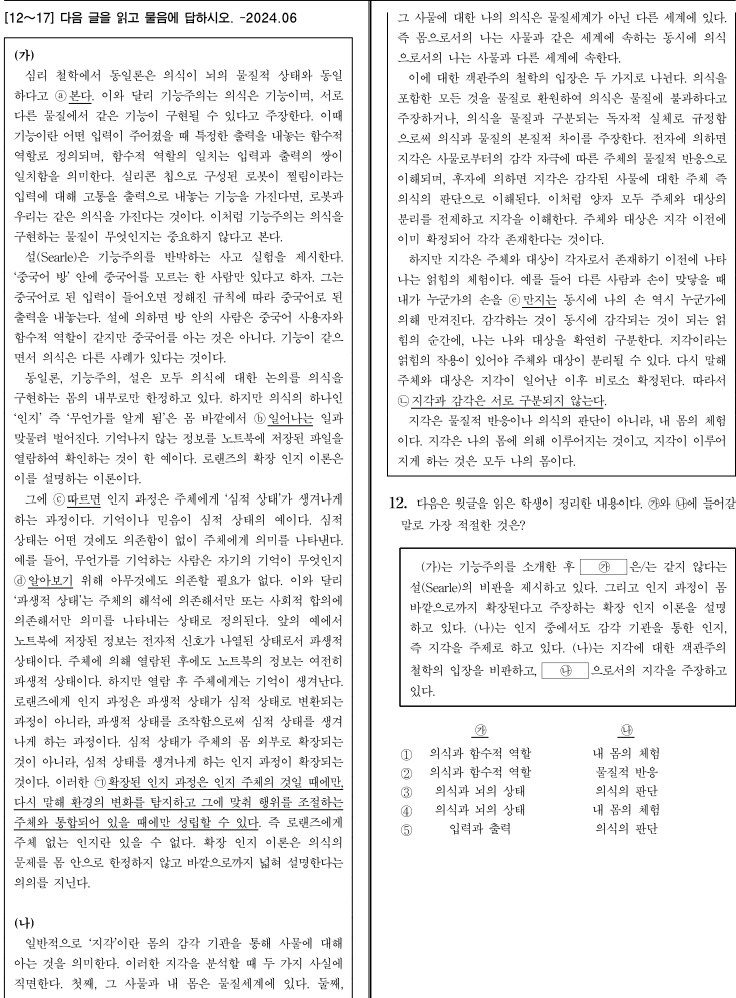 [12~17] 다음 글을 읽고 물음에 답하시오. -2024.06
(가)
심리 철학에서 동일론은 의식이 뇌의 물질적 상태와 동일
하다고 ⓐ본다. 이와 달리 기능주의는 의식은 기능이며, 서로
다른 물질에서 같은 기능이 구현될 수 있다고 주장한다. 이때
기능이란 어떤 입력이 주어졌을 때 특정한 출력을 내놓는 함수적
역할로 정의되며, 함수적 역할의 일치는 입력과 출력의 쌍이
일치함을 의미한다. 실리콘 칩으로 구성된 로봇이 찔림이라는
입력에 대해 고통을 출력으로 내놓는 기능을 가진다면, 로봇과
우리는 같은 의식을 가진다는 것이다. 이처럼 기능주의는 의식을
구현하는 물질이 무엇인지는 중요하지 않다고 본다.
설(Searle)은 기능주의를 반박하는 사고 실험을 제시한다.
‘중국어 방’ 안에 중국어를 모르는 한 사람만 있다고 하자. 그는
중국어로 된 입력이 들어오면 정해진 규칙에 따라 중국어로 된
출력을 내놓는다. 설에 의하면 방 안의 사람은 중국어 사용자와
함수적 역할이 같지만 중국어를 아는 것은 아니다. 기능이 같으
면서 의식은 다른 사례가 있다는 것이다.
동일론, 기능주의, 설은 모두 의식에 대한 논의를 의식을
구현하는 몸의 내부로만 한정하고 있다. 하지만 의식의 하나인
‘인지’ 즉 ‘무언가를 알게 됨’은 몸 바깥에서 ⓑ일어나는 일과
맞물려 벌어진다. 기억나지 않는 정보를 노트북에 저장된 파일을
열람하여 확인하는 것이 한 예이다. 로랜즈의 확장 인지 이론은
이를 설명하는 이론이다.
그에 ⓒ따르면 인지 과정은 주체에게 ‘심적 상태’가 생겨나게
하는 과정이다. 기억이나 믿음이 심적 상태의 예이다. 심적
상태는 어떤 것에도 의존함이 없이 주체에게 의미를 나타낸다.
예를 들어, 무언가를 기억하는 사람은 자기의 기억이 무엇인지
ⓓ알아보기 위해 아무것에도 의존할 필요가 없다. 이와 달리
‘파생적 상태’는 주체의 해석에 의존해서만 또는 사회적 합의에
의존해서만 의미를 나타내는 상태로 정의된다. 앞의 예에서
노트북에 저장된 정보는 전자적 신호가 나열된 상태로서 파생적
상태이다. 주체에 의해 열람된 후에도 노트북의 정보는 여전히
파생적 상태이다. 하지만 열람 후 주체에게는 기억이 생겨난다.
로랜즈에게 인지 과정은 파생적 상태가 심적 상태로 변환되는
과정이 아니라, 파생적 상태를 조작함으로써 심적 상태를 생겨
나게 하는 과정이다. 심적 상태가 주체의 몸 외부로 확장되는
것이 아니라, 심적 상태를 생겨나게 하는 인지 과정이 확장되는
것이다. 이러한 ㉠확장된 인지 과정은 인지 주체의 것일 때에만,
다시 말해 환경의 변화를 탐지하고 그에 맞춰 행위를 조절하는
주체와 통합되어 있을 때에만 성립할 수 있다. 즉 로랜즈에게
주체 없는 인지란 있을 수 없다. 확장 인지 이론은 의식의
문제를 몸 안으로 한정하지 않고 바깥으로까지 넓혀 설명한다는
의의를 지닌다.
(나)
일반적으로 ‘지각’이란 몸의 감각 기관을 통해 사물에 대해
아는 것을 의미한다. 이러한 지각을 분석할 때 두 가지 사실에
직면한다. 첫째, 그 사물과 내 몸은 물질세계에 있다. 둘째,
그 사물에 대한 나의 의식은 물질세계가 아닌 다른 세계에 있다.
즉 몸으로서의 나는 사물과 같은 세계에 속하는 동시에 의식
으로서의 나는 사물과 다른 세계에 속한다.
이에 대한 객관주의 철학의 입장은 두 가지로 나뉜다. 의식을
포함한 모든 것을 물질로 환원하여 의식은 물질에 불과하다고
주장하거나, 의식을 물질과 구분되는 독자적 실체로 규정함
으로써 의식과 물질의 본질적 차이를 주장한다. 전자에 의하면
지각은 사물로부터의 감각 자극에 따른 주체의 물질적 반응으로
이해되며, 후자에 의하면 지각은 감각된 사물에 대한 주체 즉
의식의 판단으로 이해된다. 이처럼 양자 모두 주체와 대상의
분리를 전제하고 지각을 이해한다. 주체와 대상은 지각 이전에
이미 확정되어 각각 존재한다는 것이다.
하지만 지각은 주체와 대상이 각자로서 존재하기 이전에 나타
나는 얽힘의 체험이다. 예를 들어 다른 사람과 손이 맞닿을 때
내가 누군가의 손을 ⓔ만지는 동시에 나의 손 역시 누군가에
의해 만져진다. 감각하는 것이 동시에 감각되는 것이 되는 얽
힘의 순간에, 나는 나와 대상을 확연히 구분한다. 지각이라는
얽힘의 작용이 있어야 주체와 대상이 분리될 수 있다. 다시 말해
주체와 대상은 지각이 일어난 이후 비로소 확정된다. 따라서
㉡지각과 감각은 서로 구분되지 않는다.
지각은 물질적 반응이나 의식의 판단이 아니라, 내 몸의 체험
이다. 지각은 나의 몸에 의해 이루어지는 것이고, 지각이 이루어
지게 하는 것은 모두 나의 몸이다.
12. 다음은 윗글을 읽은 학생이 정리한 내용이다. ㉮와 ㉯에 들어갈
말로 가장 적절한 것은?
(가)는 기능주의를 소개한 후 ㉮ 은/는 같지 않다는
설(Searle)의 비판을 제시하고 있다. 그리고 인지 과정이 몸
바깥으로까지 확장된다고 주장하는 확장 인지 이론을 설명
하고 있다. (나)는 인지 중에서도 감각 기관을 통한 인지,
즉 지각을 주제로 하고 있다. (나)는 지각에 대한 객관주의
철학의 입장을 비판하고, ㉯ 으로서의 지각을 주장하고
있다.
㉮ ㉯
① 의식과 함수적 역할 내 몸의 체험
② 의식과 함수적 역할 물질적 반응
③ 의식과 뇌의 상태 의식의 판단
④ 의식과 뇌의 상태 내 몸의 체험
⑤ 입력과 출력 의식의 판단